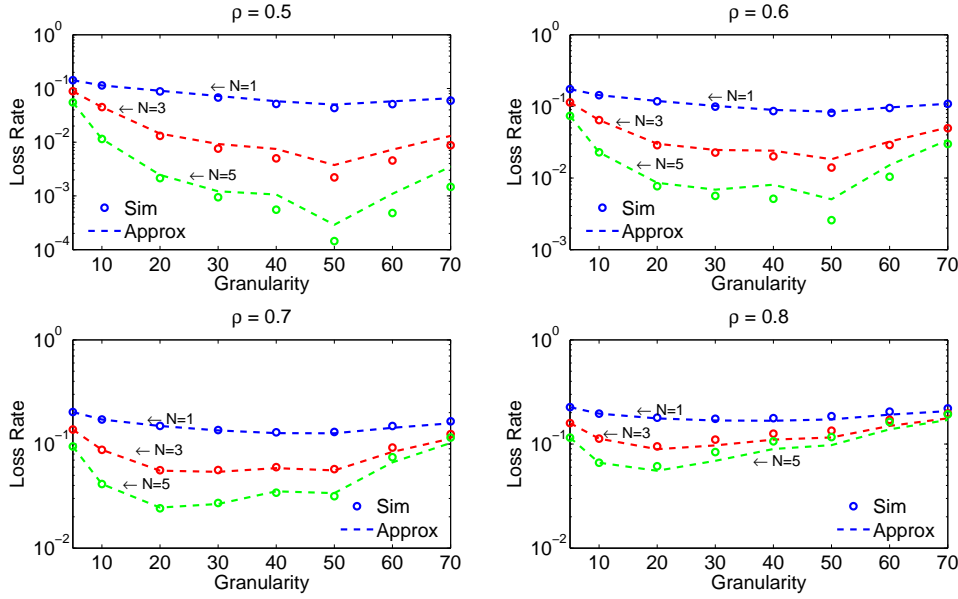 ρ = 0.5
10^0
10^-1
10^-2
10^-3
10^-4
Loss Rate
← N=1
← N=3
← N=5
Sim
Approx
10 20 30 40 50 60 70
Granularity
ρ = 0.6
10^0
10^-1
10^-2
10^-3
Loss Rate
← N=1
← N=3
← N=5
Sim
Approx
10 20 30 40 50 60 70
Granularity
ρ = 0.7
10^0
10^-1
10^-2
Loss Rate
← N=1
← N=3
← N=5
Sim
Approx
10 20 30 40 50 60 70
Granularity
ρ = 0.8
10^0
10^-1
10^-2
Loss Rate
← N=1
← N=3
← N=5
Sim
Approx
10 20 30 40 50 60 70
Granularity